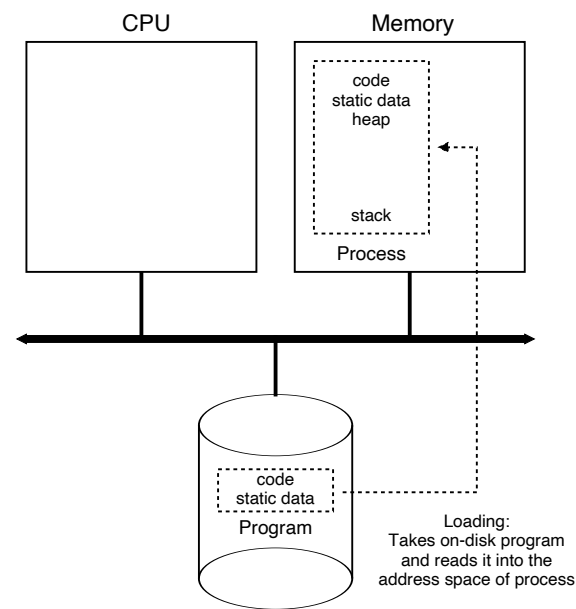 CPU
Memory
code
static data
heap
stack
Process
code
static data
Program
Loading:
Takes on-disk program
and reads it into the
address space of process